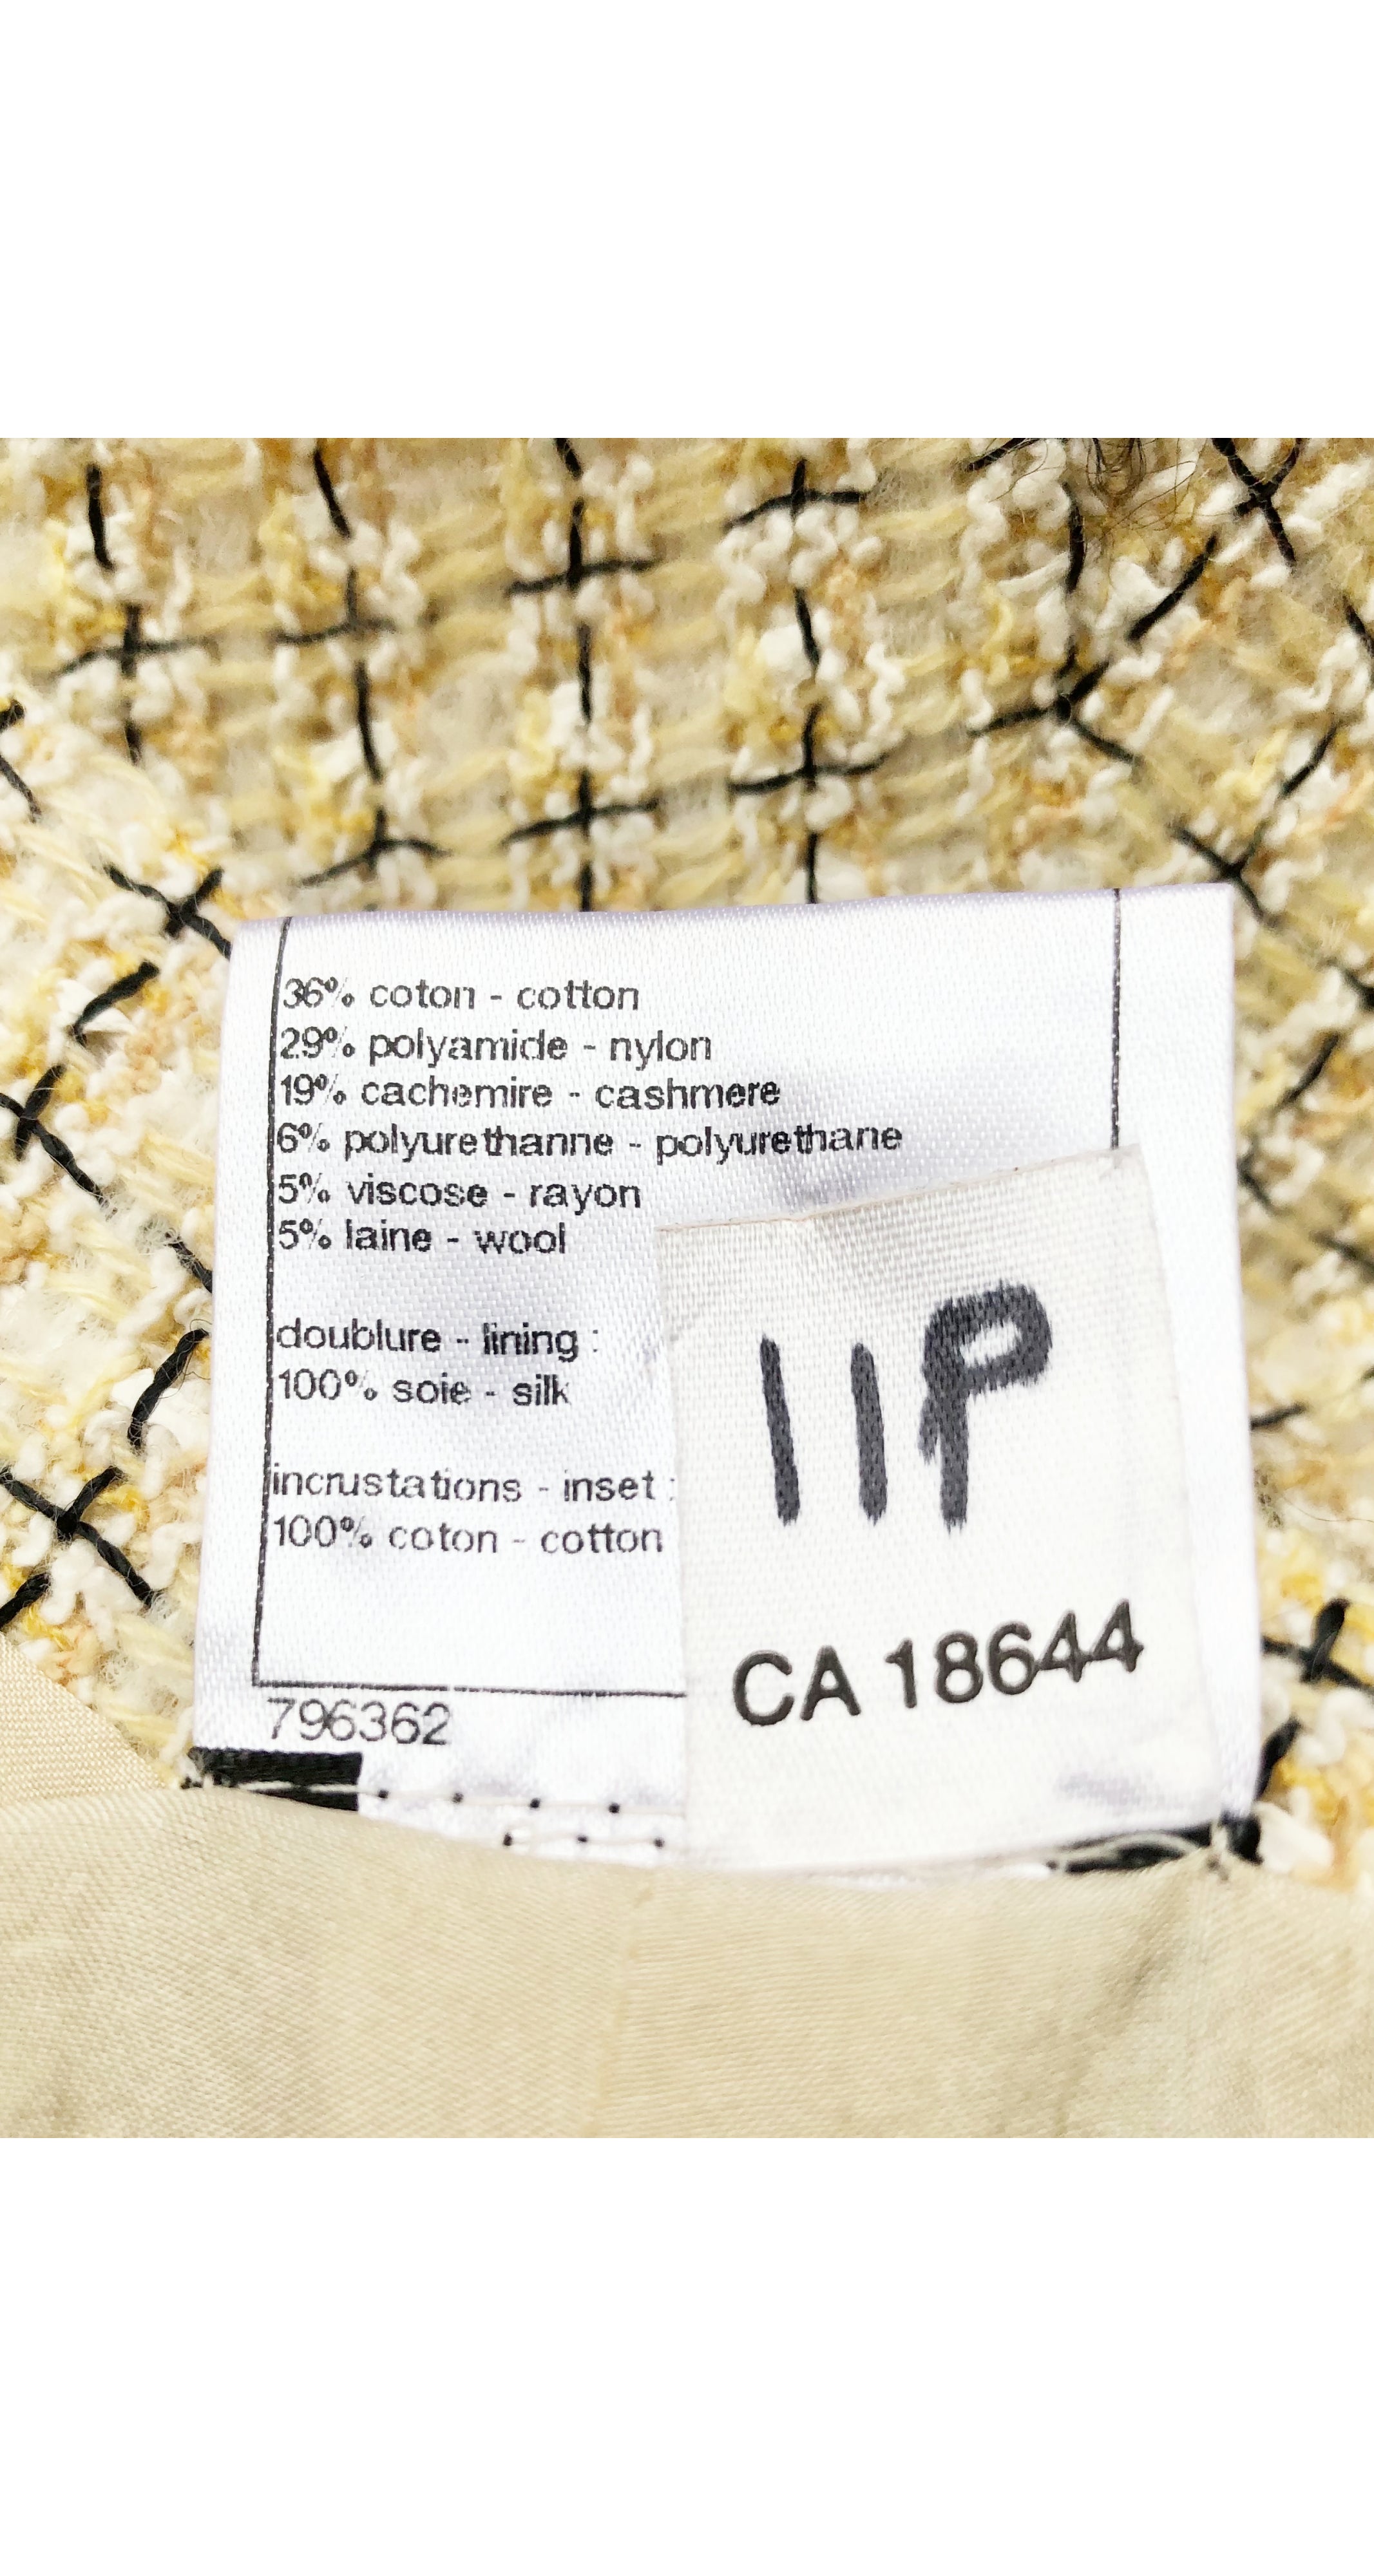 36% coton - cotton
29% polyamide - nylon
19% cachemire - cashmere
6% polyurethanne - polyurethane
5% viscose - rayon
5% laine - wool
doublure - lining :
100% soie - silk
incrustations - inset :
100% coton - cotton
796362
11P
CA 18644